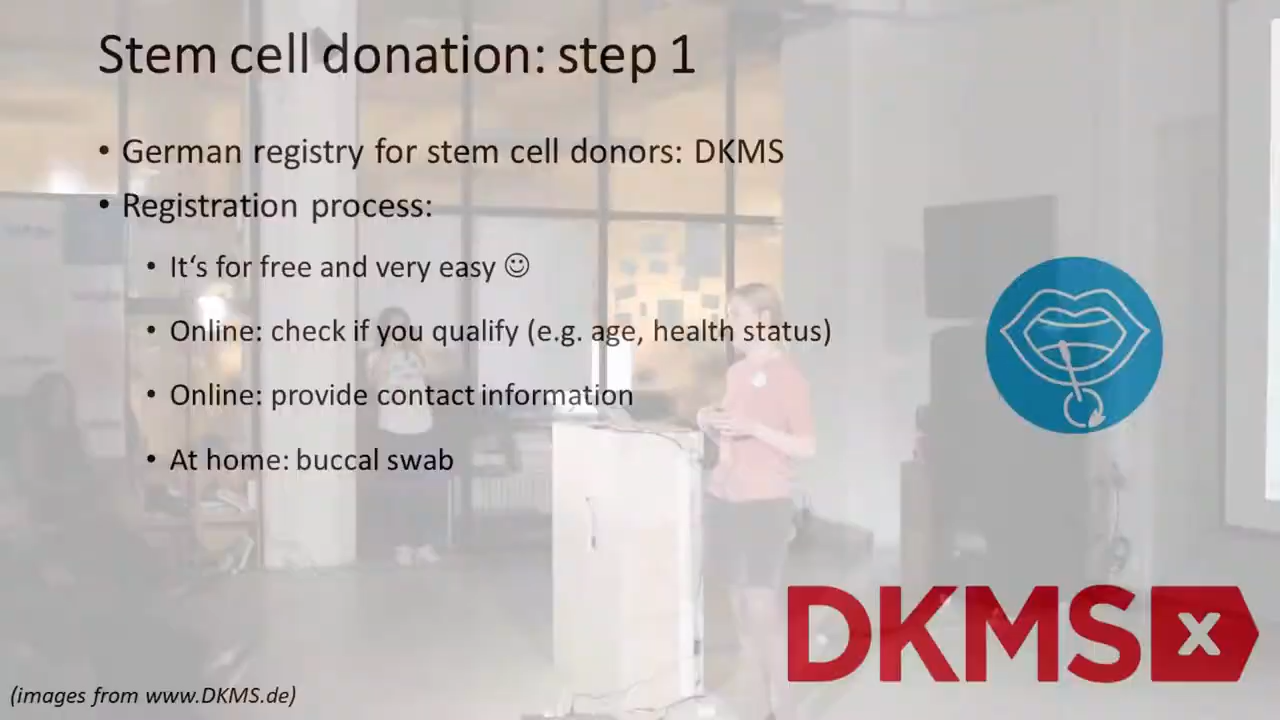 Stem cell donation: step 1
• German registry for stem cell donors: DKMS
• Registration process:
• It‘s for free and very easy ☺
• Online: check if you qualify (e.g. age, health status)
• Online: provide contact information
• At home: buccal swab
DKMS x
(images from www.DKMS.de)